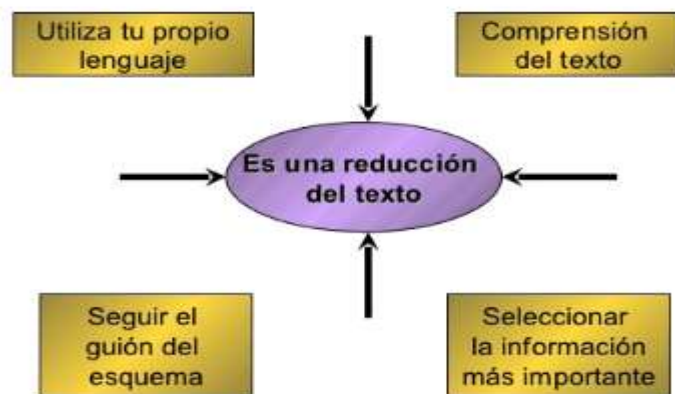 Utiliza tu propio
lenguaje
Comprensión
del texto
Es una reducción
del texto
Seguir el
guión del
esquema
Seleccionar
la información
más importante